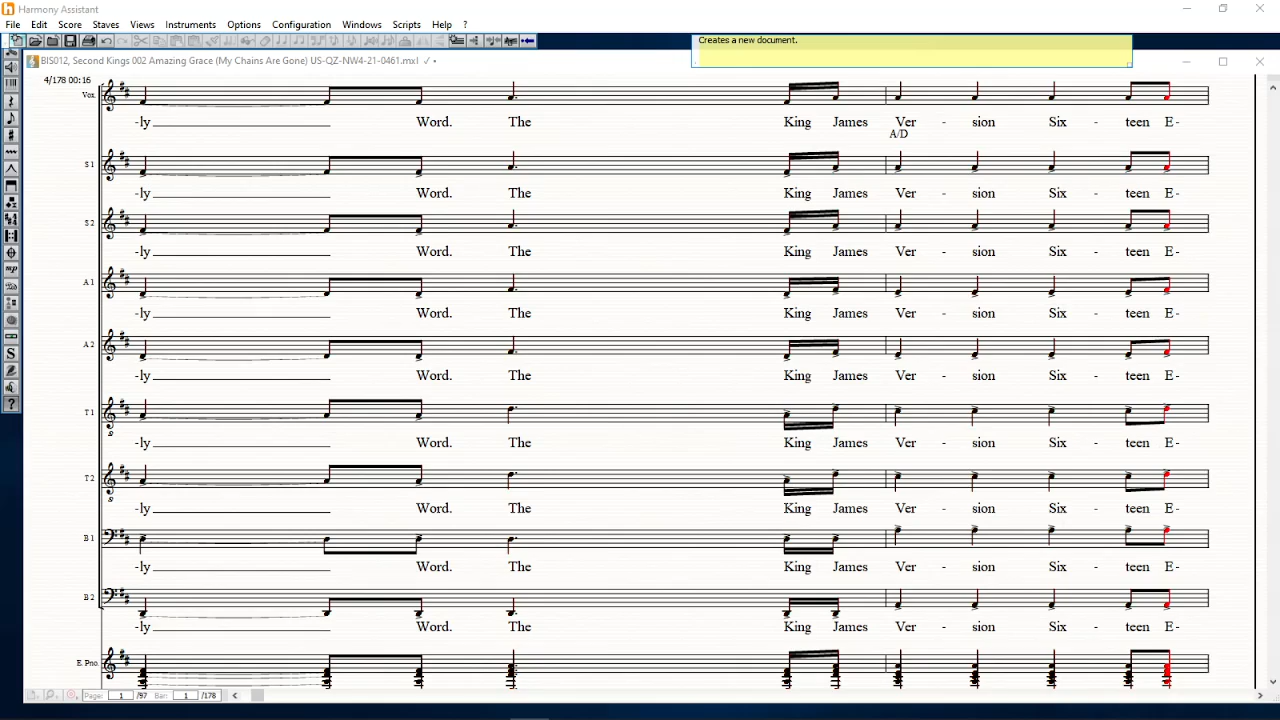 Harmony Assistant
File Edit Score Staves Views Instruments Options Configuration Windows Scripts Help ?
Creates a new document.
BIS012, Second Kings 002 Amazing Grace (My Chains Are Gone) US-QZ-NW4-21-0461.mxl
4/178 00:16
Vox.
-ly Word. The King James Ver - sion Six - teen E-
A/D
S 1
-ly Word. The King James Ver - sion Six - teen E-
S 2
-ly Word. The King James Ver - sion Six - teen E-
A 1
-ly Word. The King James Ver - sion Six - teen E-
A 2
-ly Word. The King James Ver - sion Six - teen E-
T 1
8
-ly Word. The King James Ver - sion Six - teen E-
T 2
8
-ly Word. The King James Ver - sion Six - teen E-
B 1
-ly Word. The King James Ver - sion Six - teen E-
B 2
-ly Word. The King James Ver - sion Six - teen E-
E. Pno.
Page: 1 /97 Bar: 1 /178
mp
S
?